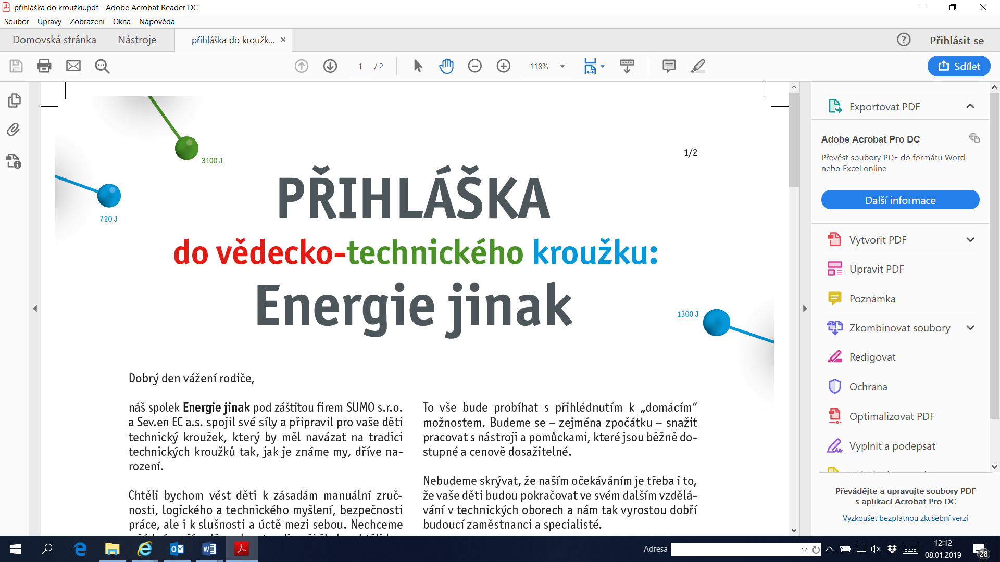 přihláška do kroužku.pdf - Adobe Acrobat Reader DC
Soubor Úpravy Zobrazení Okna Nápověda
Domovská stránka Nástroje přihláška do kroužk... Přihlásit se
1 / 2 118% Sdílet
3100 J
720 J
1/2
PŘIHLÁŠKA
do vědecko-technického kroužku:
Energie jinak
1300 J
Dobrý den vážení rodiče,
náš spolek Energie jinak pod záštitou firem SUMO s.r.o.
a Sev.en EC a.s. spojil své síly a připravil pro vaše děti
technický kroužek, který by měl navázat na tradici
technických kroužků tak, jak je známe my, dříve na-
rození.
Chtěli bychom vést děti k zásadám manuální zruč-
nosti, logického a technického myšlení, bezpečnosti
práce, ale i k slušnosti a úctě mezi sebou. Nechceme
To vše bude probíhat s přihlédnutím k „domácím“
možnostem. Budeme se – zejména zpočátku – snažit
pracovat s nástroji a pomůckami, které jsou běžně do-
stupné a cenově dosažitelné.
Nebudeme skrývat, že naším očekáváním je třeba i to,
že vaše děti budou pokračovat ve svém dalším vzdělá-
vání v technických oborech a nám tak vyrostou dobří
budoucí zaměstnanci a specialisté.
Exportovat PDF
Adobe Acrobat Pro DC
Převést soubory PDF do formátu Word
nebo Excel online
Další informace
Vytvořit PDF
Upravit PDF
Poznámka
Zkombinovat soubory
Redigovat
Ochrana
Optimalizovat PDF
Vyplnit a podepsat
Převádějte a upravujte soubory PDF
s aplikací Acrobat Pro DC
Vyzkoušet bezplatnou zkušební verzi
Adresa
12:12
08.01.2019
28